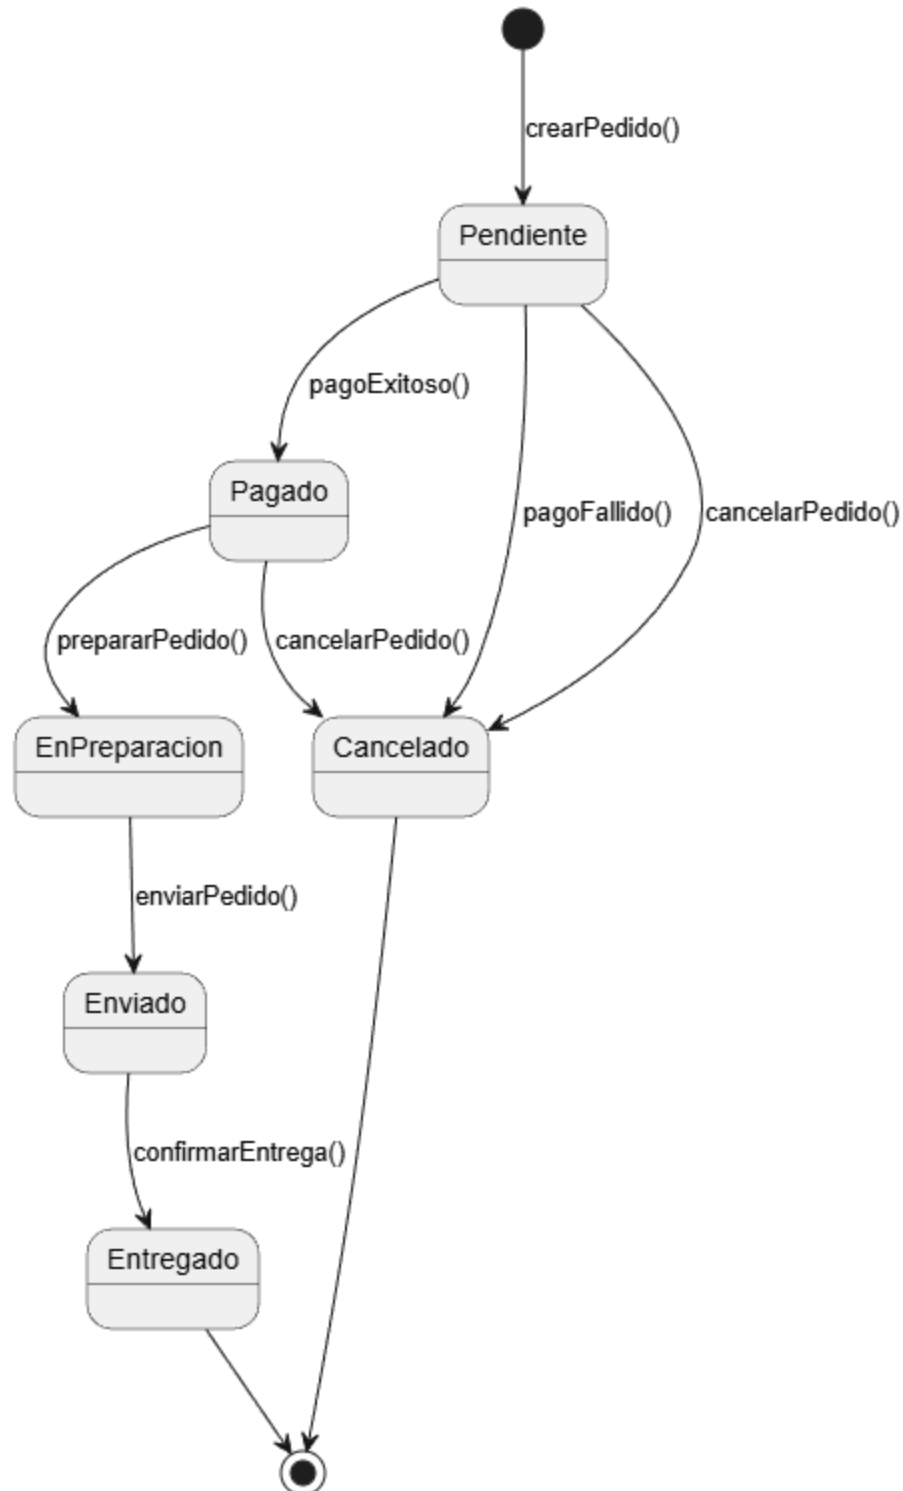 crearPedido()
Pendiente
pagoExitoso()
Pagado
pagoFallido()
cancelarPedido()
prepararPedido()
cancelarPedido()
EnPreparacion
Cancelado
enviarPedido()
Enviado
confirmarEntrega()
Entregado